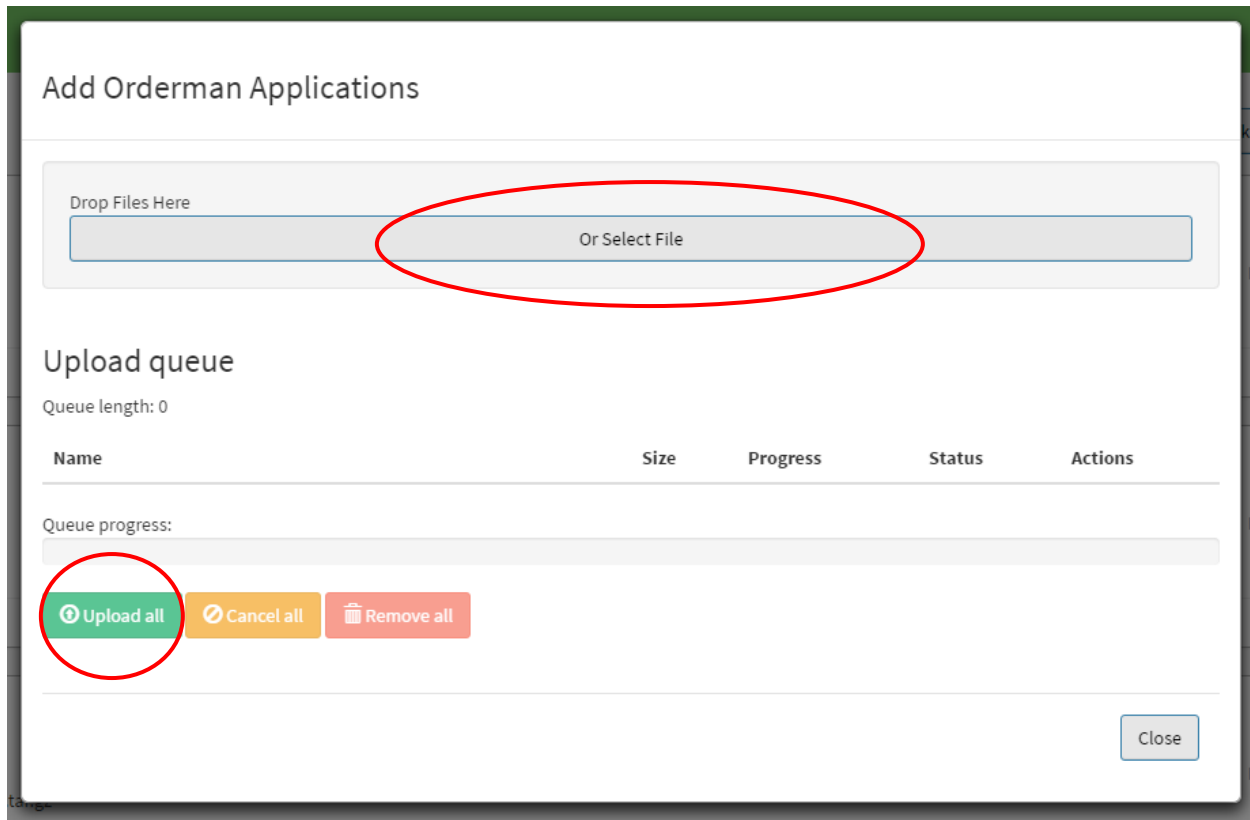 Add Orderman Applications
Drop Files Here
Or Select File
Upload queue
Queue length: 0
Name Size Progress Status Actions
Queue progress:
Upload all Cancel all Remove all
Close